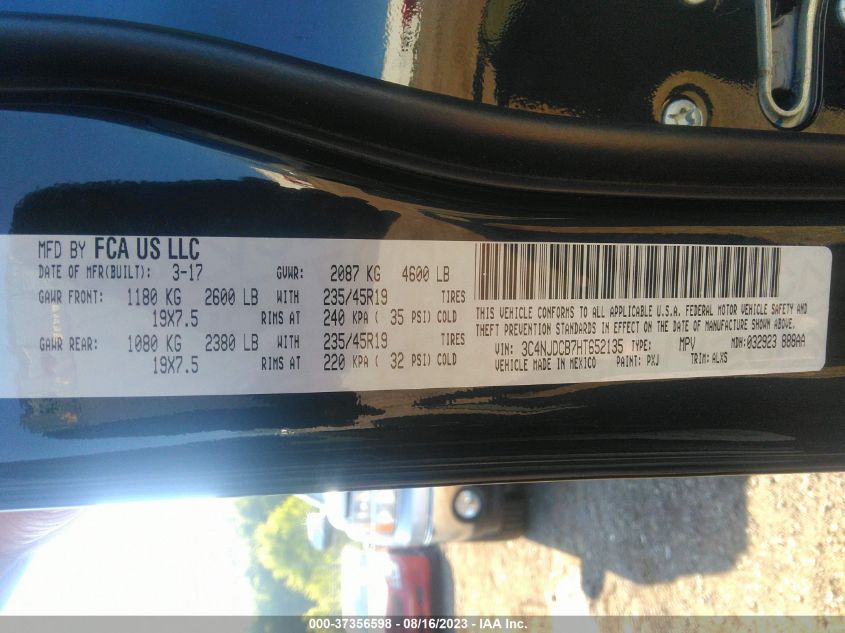 MFD BY FCA US LLC
DATE OF MFR(BUILT): 3-17 GVWR: 2087 KG 4600 LB
GAWR FRONT: 1180 KG 2600 LB WITH 235/45R19 TIRES
19X7.5 RIMS AT 240 KPA ( 35 PSI) COLD
GAWR REAR: 1080 KG 2380 LB WITH 235/45R19 TIRES
19X7.5 RIMS AT 220 KPA ( 32 PSI) COLD
THIS VEHICLE CONFORMS TO ALL APPLICABLE U.S.A. FEDERAL MOTOR VEHICLE SAFETY AND
THEFT PREVENTION STANDARDS IN EFFECT ON THE DATE OF MANUFACTURE SHOWN ABOVE.
VIN: 3C4NJDCB7HT652135 TYPE: MPV MDH:032923 888AA
VEHICLE MADE IN MEXICO PAINT: PXJ TRIM: ALXS
000-37356598 - 08/16/2023 - IAA Inc.